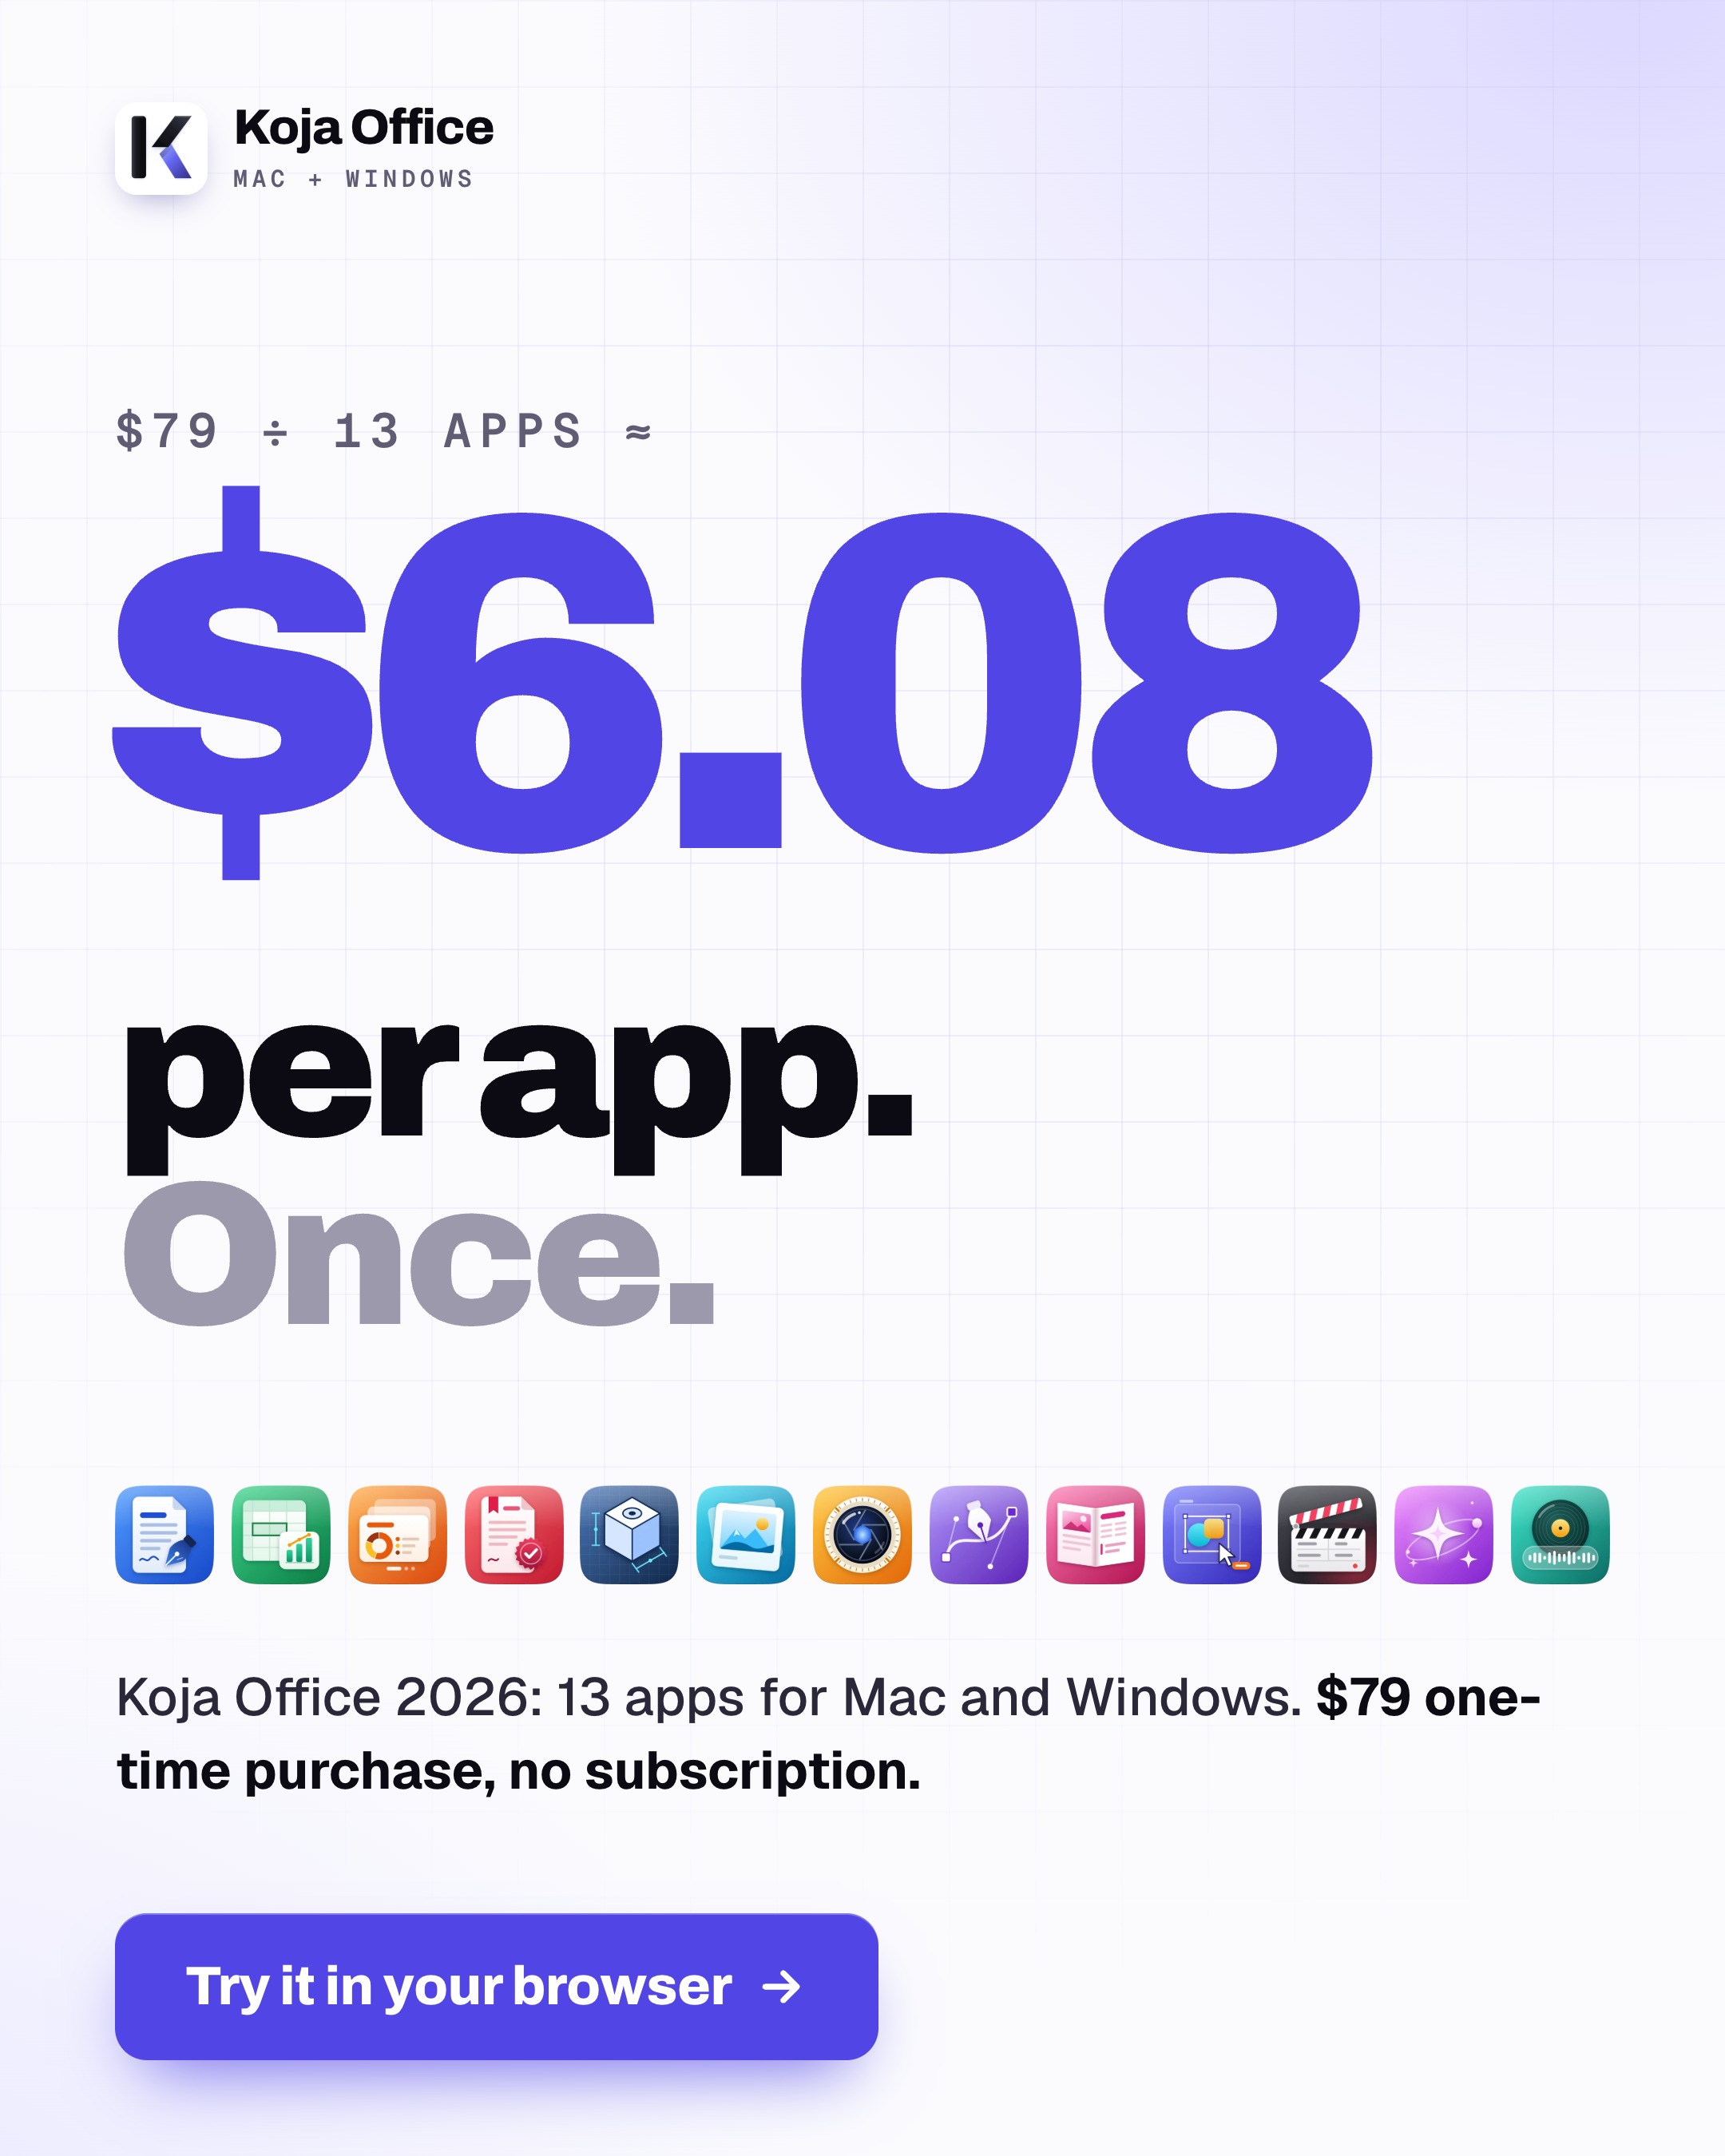 Koja Office
MAC + WINDOWS
$79 ÷ 13 APPS ≈
$6.08
per app.
Once.
Koja Office 2026: 13 apps for Mac and Windows. $79 one-
time purchase, no subscription.
Try it in your browser →